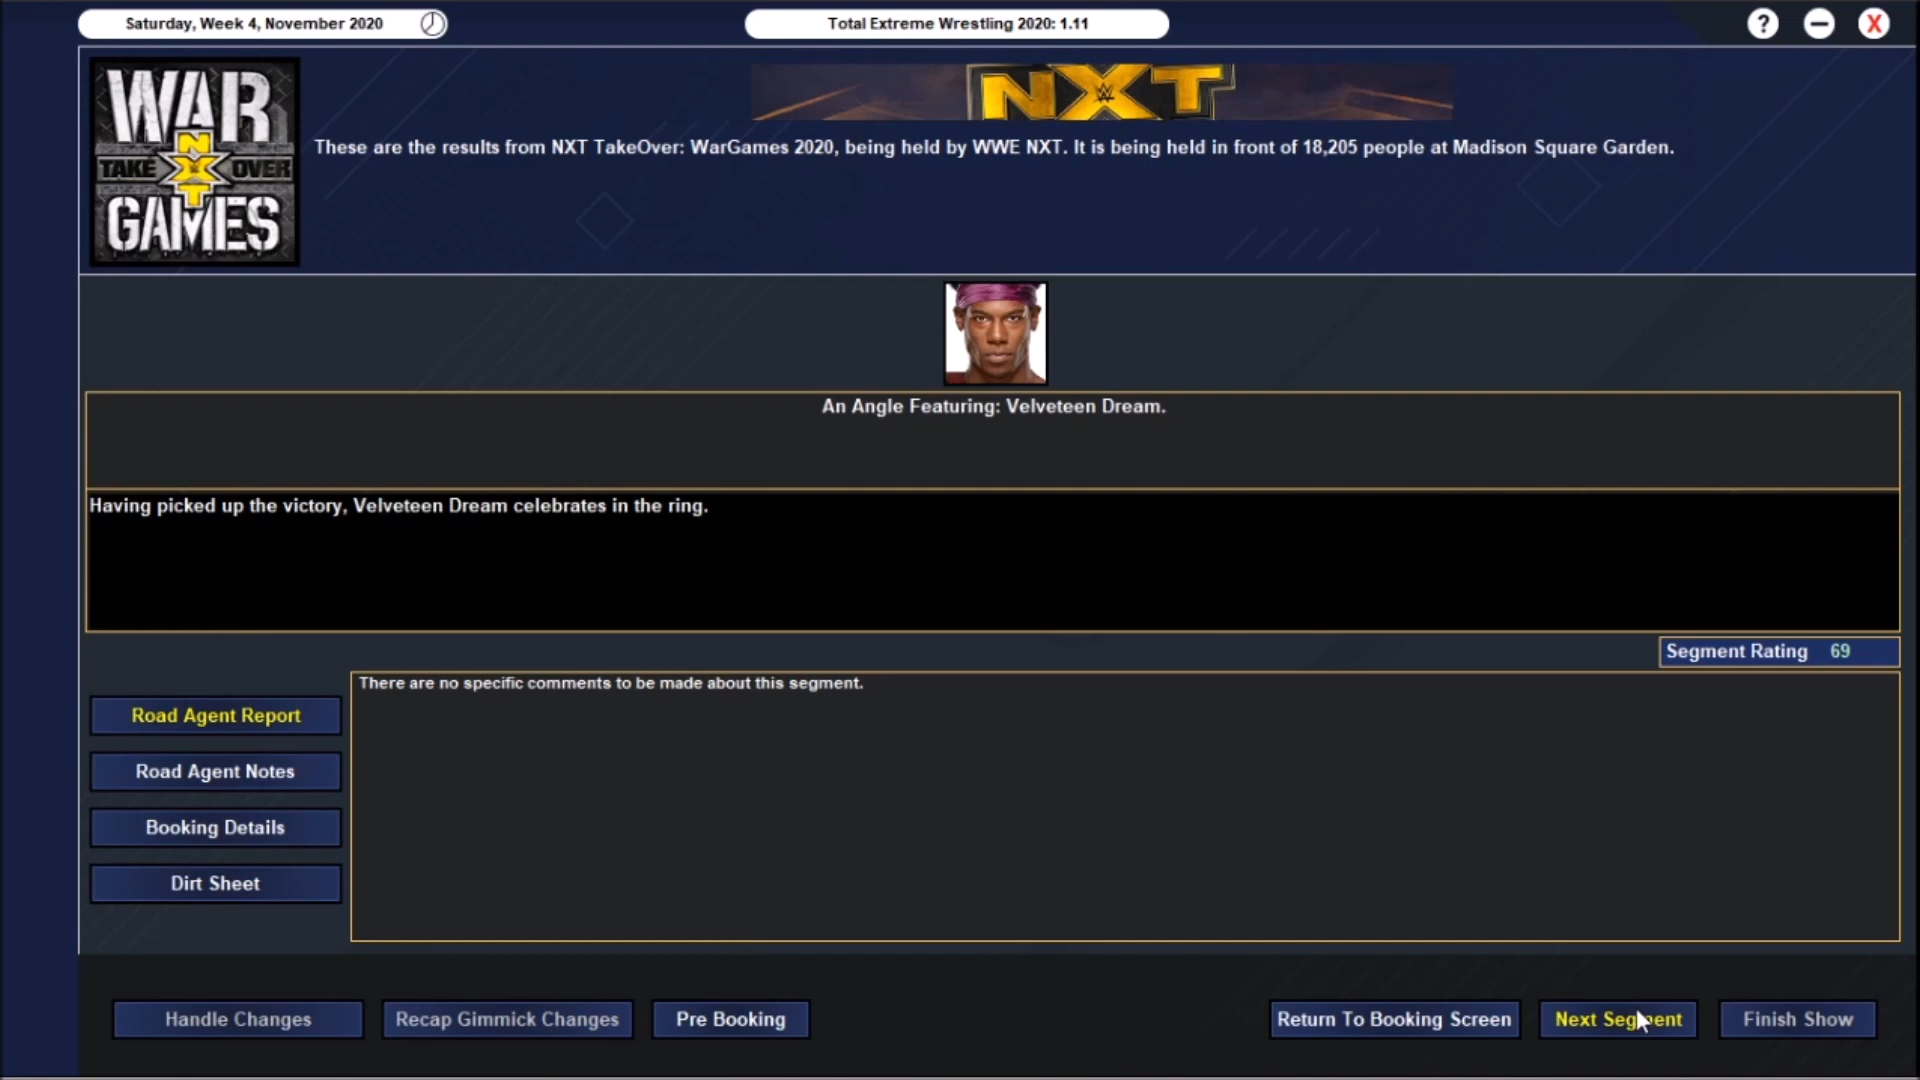 Saturday, Week 4, November 2020
Total Extreme Wrestling 2020: 1.11
?
X
WAR
NXT
TAKE OVER
GAMES
NXT
W
These are the results from NXT TakeOver: WarGames 2020, being held by WWE NXT. It is being held in front of 18,205 people at Madison Square Garden.
An Angle Featuring: Velveteen Dream.
Having picked up the victory, Velveteen Dream celebrates in the ring.
Segment Rating 69
There are no specific comments to be made about this segment.
Road Agent Report
Road Agent Notes
Booking Details
Dirt Sheet
Handle Changes
Recap Gimmick Changes
Pre Booking
Return To Booking Screen
Next Segment
Finish Show